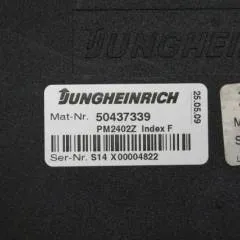 JUNGHEINRICH
JUNGHEINRICH
25.05.09
Mat-Nr. 50437339
PM2402Z Index F
Ser-Nr. S14 X00004822